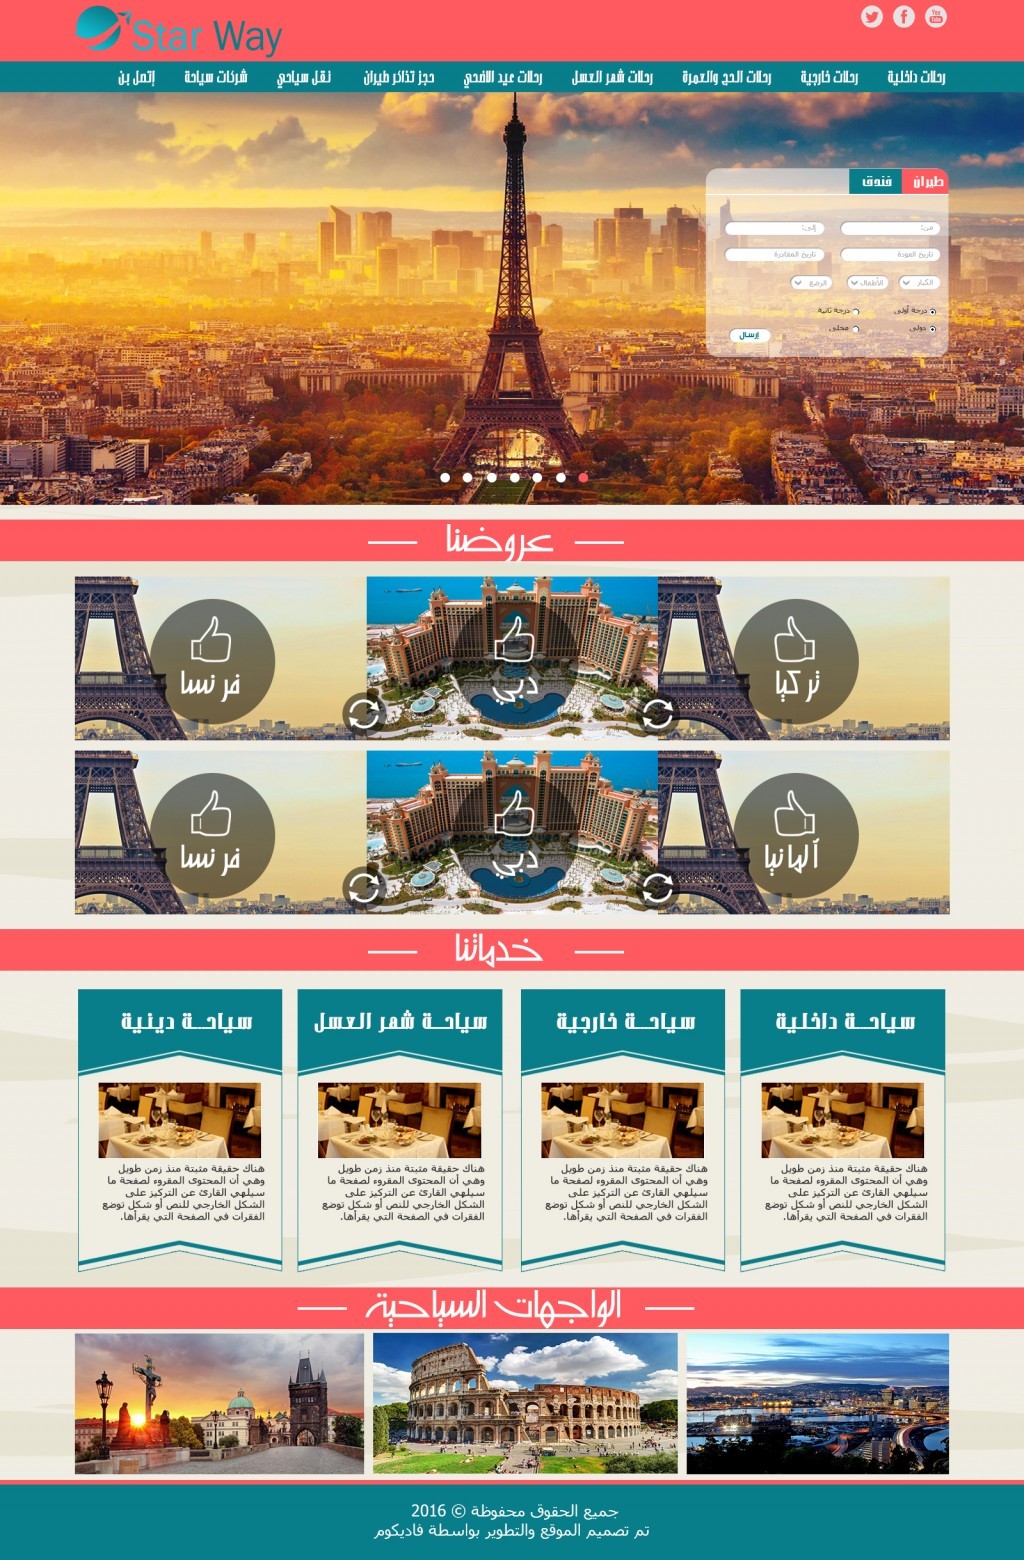 Star Way
You Tube
رحلات داخلية رحلات خارجية رحلات الحج والعمرة رحلات شهر العسل رحلات عيد الاضحي حجز تذاكر طيران نقل سياحي شركات سياحة إتصل بن
طيران فندق
من: إلى:
تاريخ العودة تاريخ المغادرة
الكبار الأطفال الرضع
درجة أولى درجة ثانية
دولى محلى
إرسال
عروضنا
تركيا دبي فرنسا
ألمانيا دبي فرنسا
خدماتنا
سياحـة داخلية
هناك حقيقة مثبتة منذ زمن طويل
وهي أن المحتوى المقروء لصفحة ما
سيلهي القارئ عن التركيز على
الشكل الخارجي للنص أو شكل توضع
الفقرات في الصفحة التي يقرأها.
سياحـة خارجية
هناك حقيقة مثبتة منذ زمن طويل
وهي أن المحتوى المقروء لصفحة ما
سيلهي القارئ عن التركيز على
الشكل الخارجي للنص أو شكل توضع
الفقرات في الصفحة التي يقرأها.
سياحـة شهر العسل
هناك حقيقة مثبتة منذ زمن طويل
وهي أن المحتوى المقروء لصفحة ما
سيلهي القارئ عن التركيز على
الشكل الخارجي للنص أو شكل توضع
الفقرات في الصفحة التي يقرأها.
سياحـة دينية
هناك حقيقة مثبتة منذ زمن طويل
وهي أن المحتوى المقروء لصفحة ما
سيلهي القارئ عن التركيز على
الشكل الخارجي للنص أو شكل توضع
الفقرات في الصفحة التي يقرأها.
الواجهات السياحية
جميع الحقوق محفوظة © 2016
تم تصميم الموقع والتطوير بواسطة فاديكوم